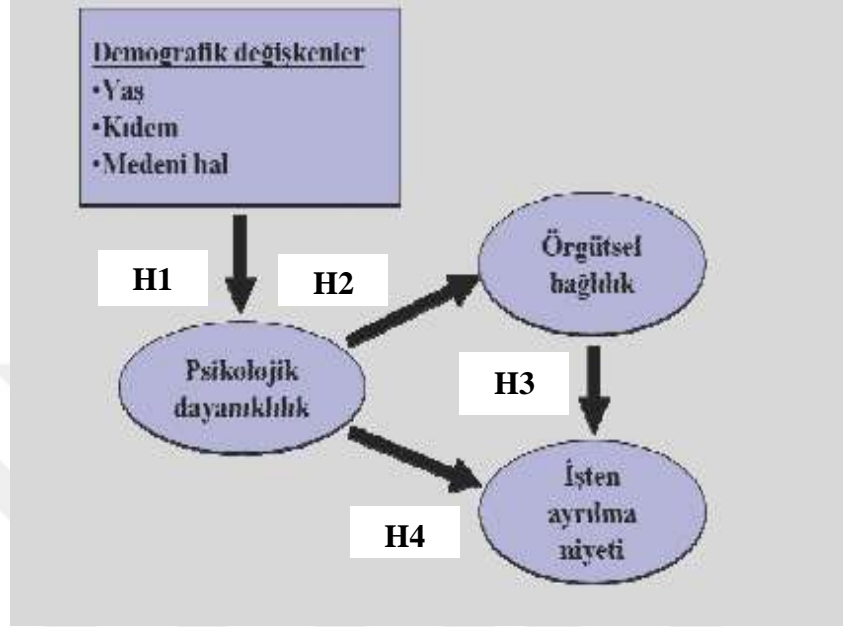 Demografik değişkenler
•Yaş
•Kıdem
•Medeni hal
H1
H2
Örgütsel
bağlılık
Psikolojik
dayanıklılık
H3
H4
İşten
ayrılma
niyeti